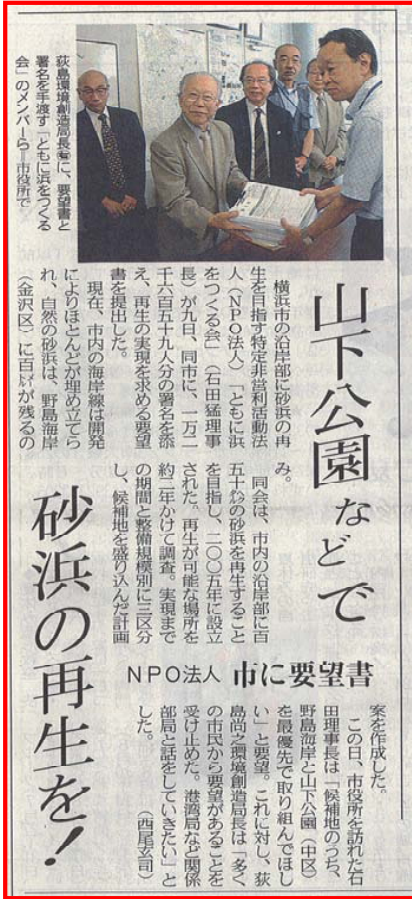 山下公園などで
砂浜の再生を!
NPO法人 市に要望書
荻島環境創造局長㊨に、要望書と
署名を手渡す「ともに浜をつくる
会」のメンバーら=市役所で
横浜市の沿岸部に砂浜の再
生を目指す特定非営利活動法
人(NPO法人)「ともに浜
をつくる会」(石田猛理事
長)が九日、同市に、一万二
千六百五十九人分の署名を添
え、再生の実現を求める要望
書を提出した。
現在、市内の海岸線は開発
によりほとんどが埋め立てら
れ、自然の砂浜は、野島海岸
(金沢区)に百㍍が残るの
み。
同会は、市内の沿岸部に百
五十㌶の砂浜を再生すること
を目指し、二〇〇五年に設立
された。再生が可能な場所を
約二年かけて調査。実現まで
の期間と整備規模別に三区分
し、候補地を盛り込んだ計画
案を作成した。
この日、市役所を訪れた石
田理事長は「候補地のうち、
野島海岸と山下公園(中区)
を最優先で取り組んでほし
い」と要望。これに対し、荻
島尚之環境創造局長は「多く
の市民から要望があることを
受け止めた。港湾局など関係
部局と話をしていきたい」と
した。 (西尾玄司)